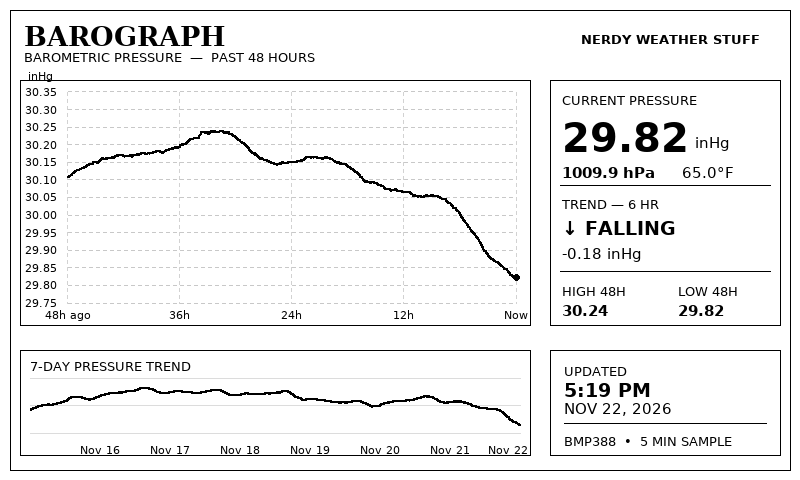 BAROGRAPH
BAROMETRIC PRESSURE — PAST 48 HOURS
NERDY WEATHER STUFF
inHg
30.35
30.30
30.25
30.20
30.15
30.10
30.05
30.00
29.95
29.90
29.85
29.80
29.75
48h ago 36h 24h 12h Now
CURRENT PRESSURE
29.82 inHg
1009.9 hPa 65.0°F
TREND — 6 HR
↓ FALLING
-0.18 inHg
HIGH 48H LOW 48H
30.24 29.82
7-DAY PRESSURE TREND
Nov 16 Nov 17 Nov 18 Nov 19 Nov 20 Nov 21 Nov 22
UPDATED
5:19 PM
NOV 22, 2026
BMP388 • 5 MIN SAMPLE